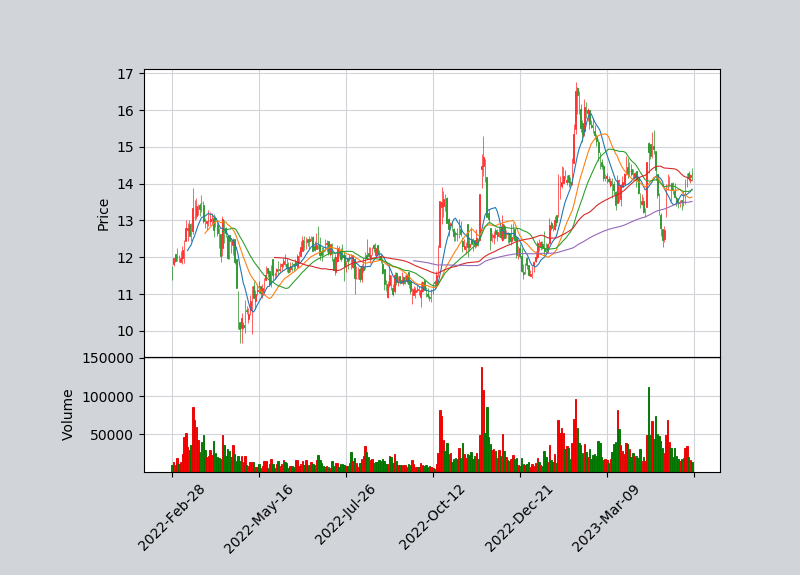 17
16
15
14
13
12
11
10
Price
150000
100000
50000
Volume
2022-Feb-28
2022-May-16
2022-Jul-26
2022-Oct-12
2022-Dec-21
2023-Mar-09